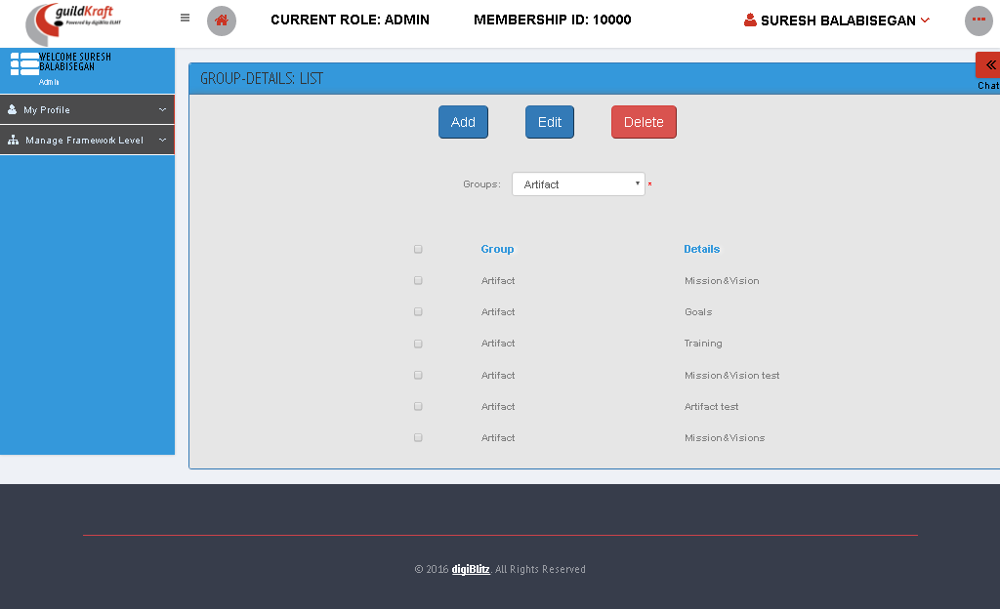 guildKraft
Powered by digiBlitz ELMT
CURRENT ROLE: ADMIN
MEMBERSHIP ID: 10000
SURESH BALABISEGAN
WELCOME SURESH
BALABISEGAN
Admin
My Profile
Manage Framework Level
GROUP-DETAILS: LIST
Chat
Add Edit Delete
Groups: Artifact *
Group Details
Artifact Mission&Vision
Artifact Goals
Artifact Training
Artifact Mission&Vision test
Artifact Artifact test
Artifact Mission&Visions
© 2016 digiBlitz. All Rights Reserved